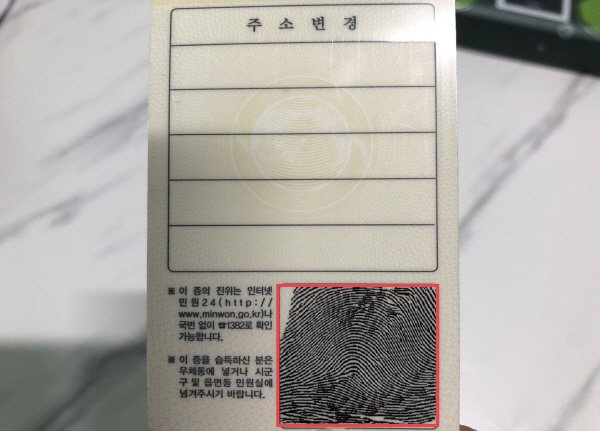 주 소 변 경
※ 이 증의 진위는 인터넷
민원24(http://
www.minwon.go.kr)나
국번 없이 ☎1382로 확인
가능합니다.
※ 이 증을 습득하신 분은
우체통에 넣거나 시군
구 및 읍면동 민원실에
넘겨주시기 바랍니다.